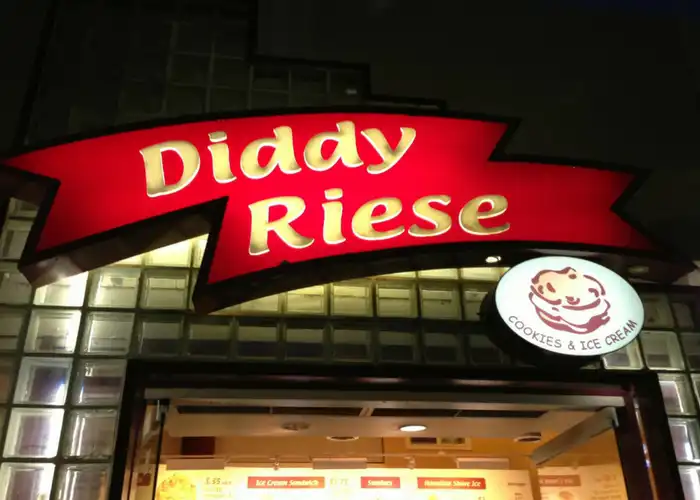 Diddy
Riese
COOKIES & ICE CREAM
Ice Cream Sandwich
Sundaes
Hawaiian Shave Ice